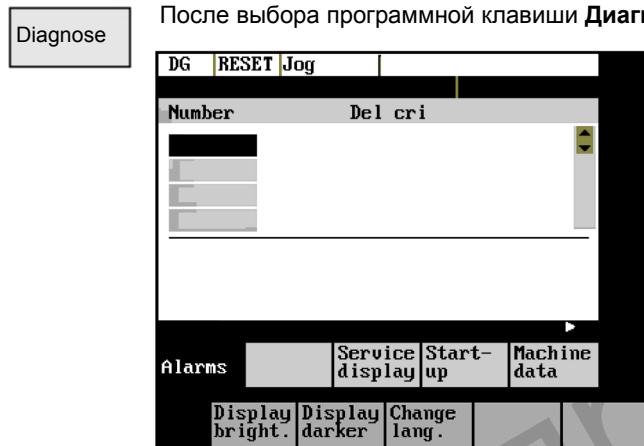 После выбора программной клавиши
Diagnose
DG RESET Jog
Number Del cri
Alarms Service display Start-up Machine data
Display bright. Display darker Change lang.